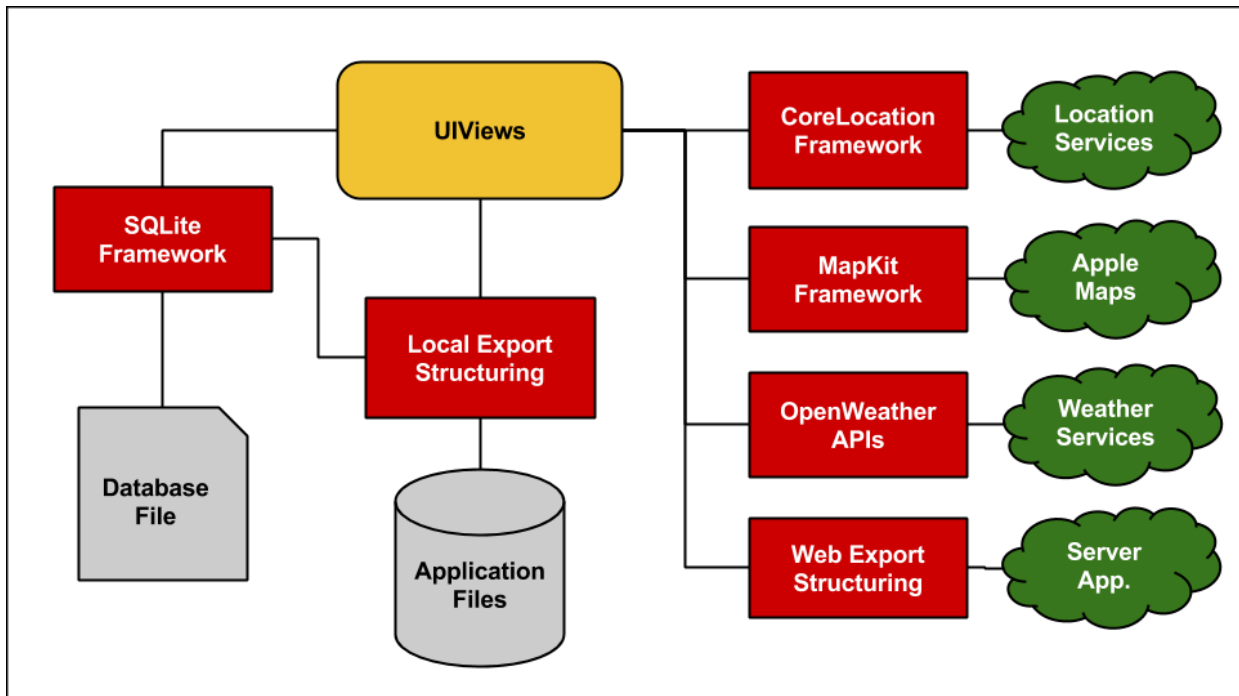 UIViews
SQLite
Framework
Local Export
Structuring
Database
File
Application
Files
CoreLocation
Framework
Location
Services
MapKit
Framework
Apple
Maps
OpenWeather
APIs
Weather
Services
Web Export
Structuring
Server
App.